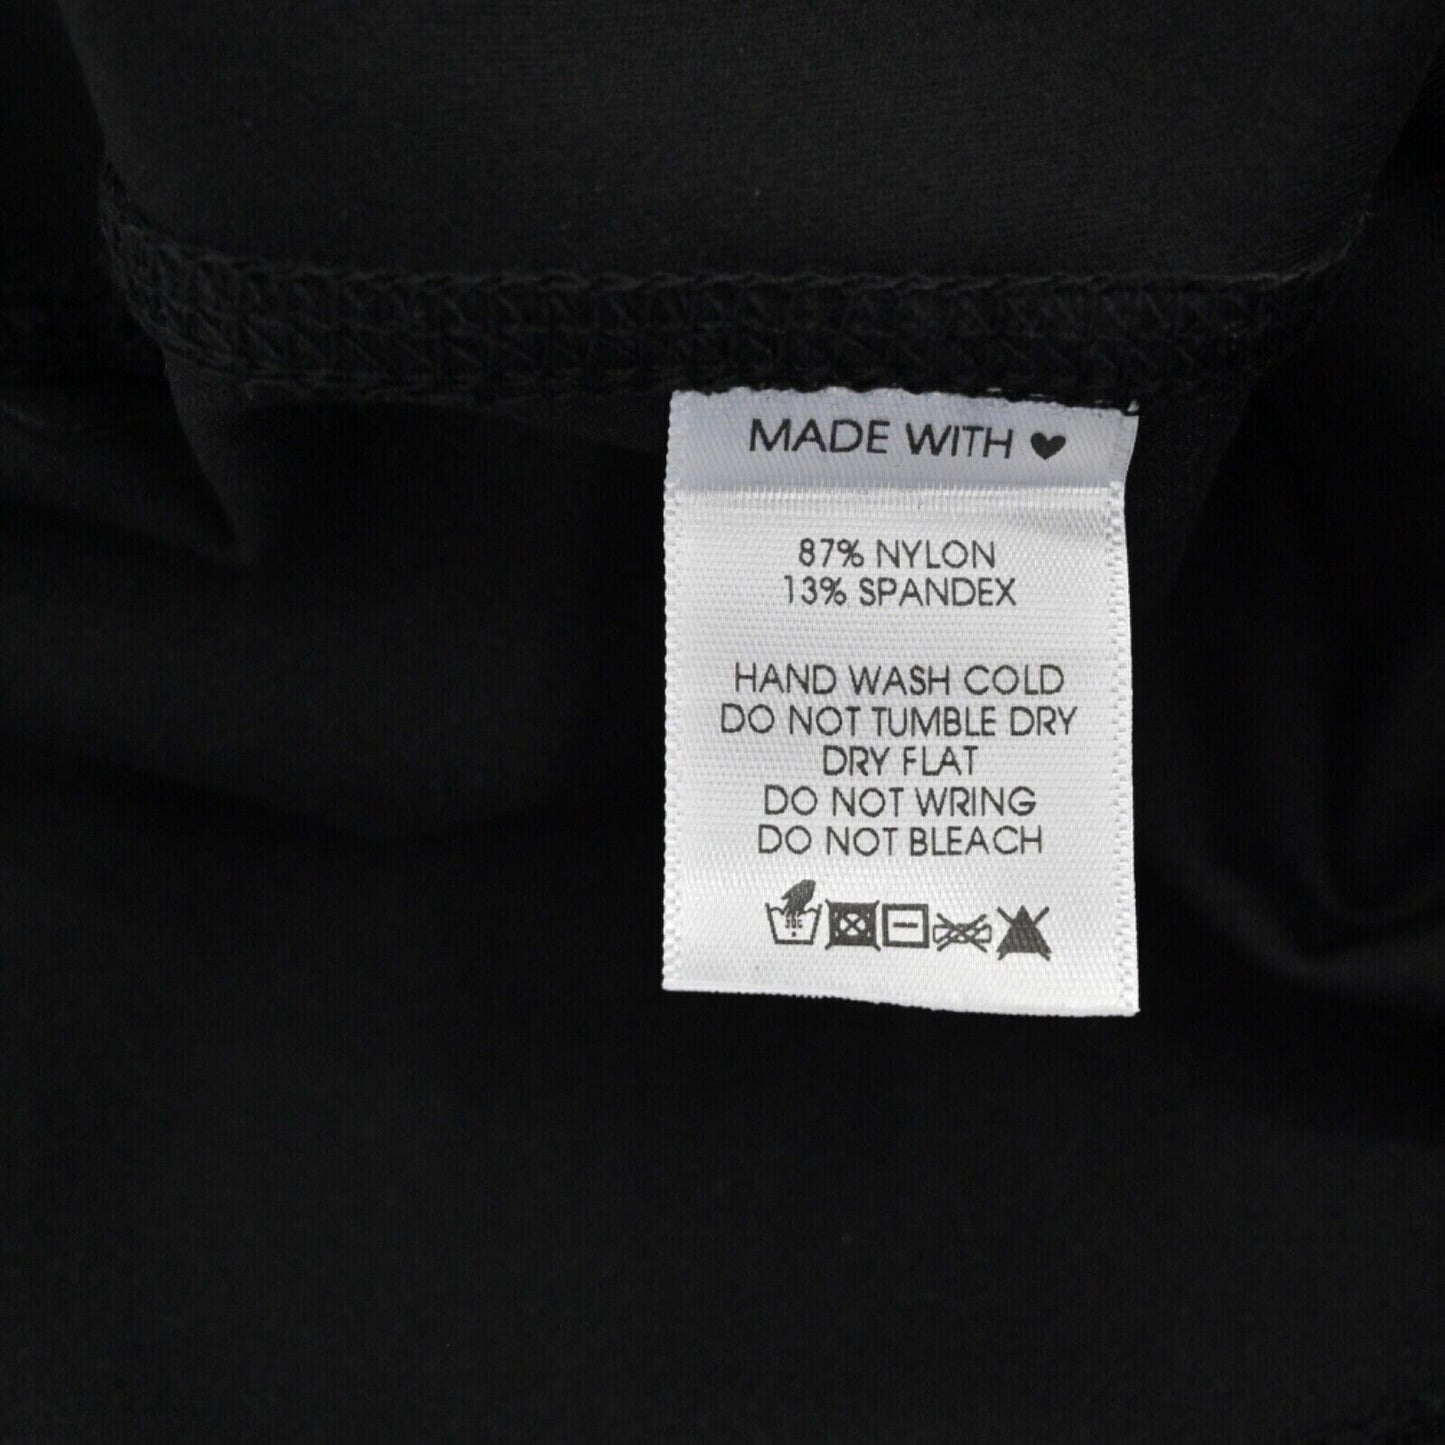 MADE WITH ♥
87% NYLON
13% SPANDEX
HAND WASH COLD
DO NOT TUMBLE DRY
DRY FLAT
DO NOT WRING
DO NOT BLEACH